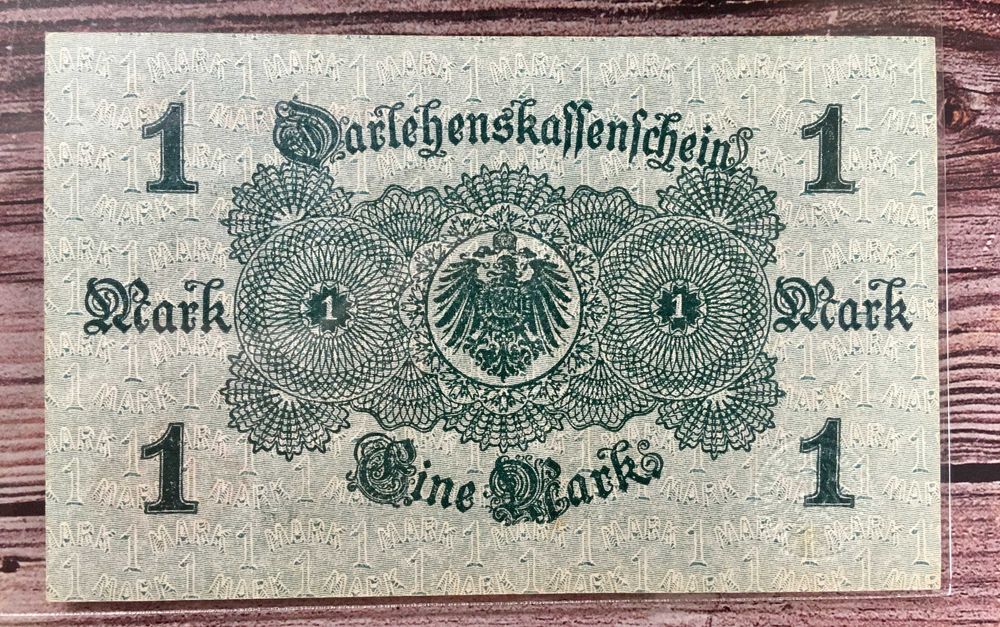 Darlehenskassenschein
1 1
Mark 1 1 Mark
1 1
Eine Mark